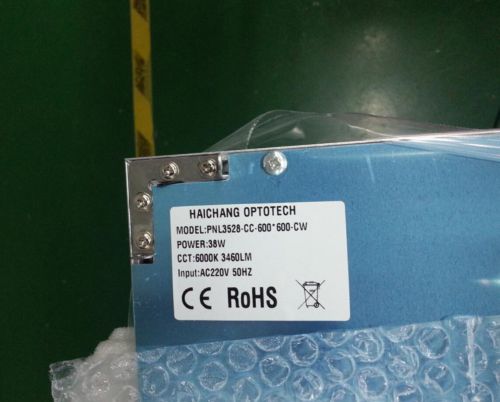 HAICHANG OPTOTECH
MODEL:PNL3528-CC-600*600-CW
POWER:38W
CCT:6000K 3460LM
Input:AC220V 50HZ
CE RoHS